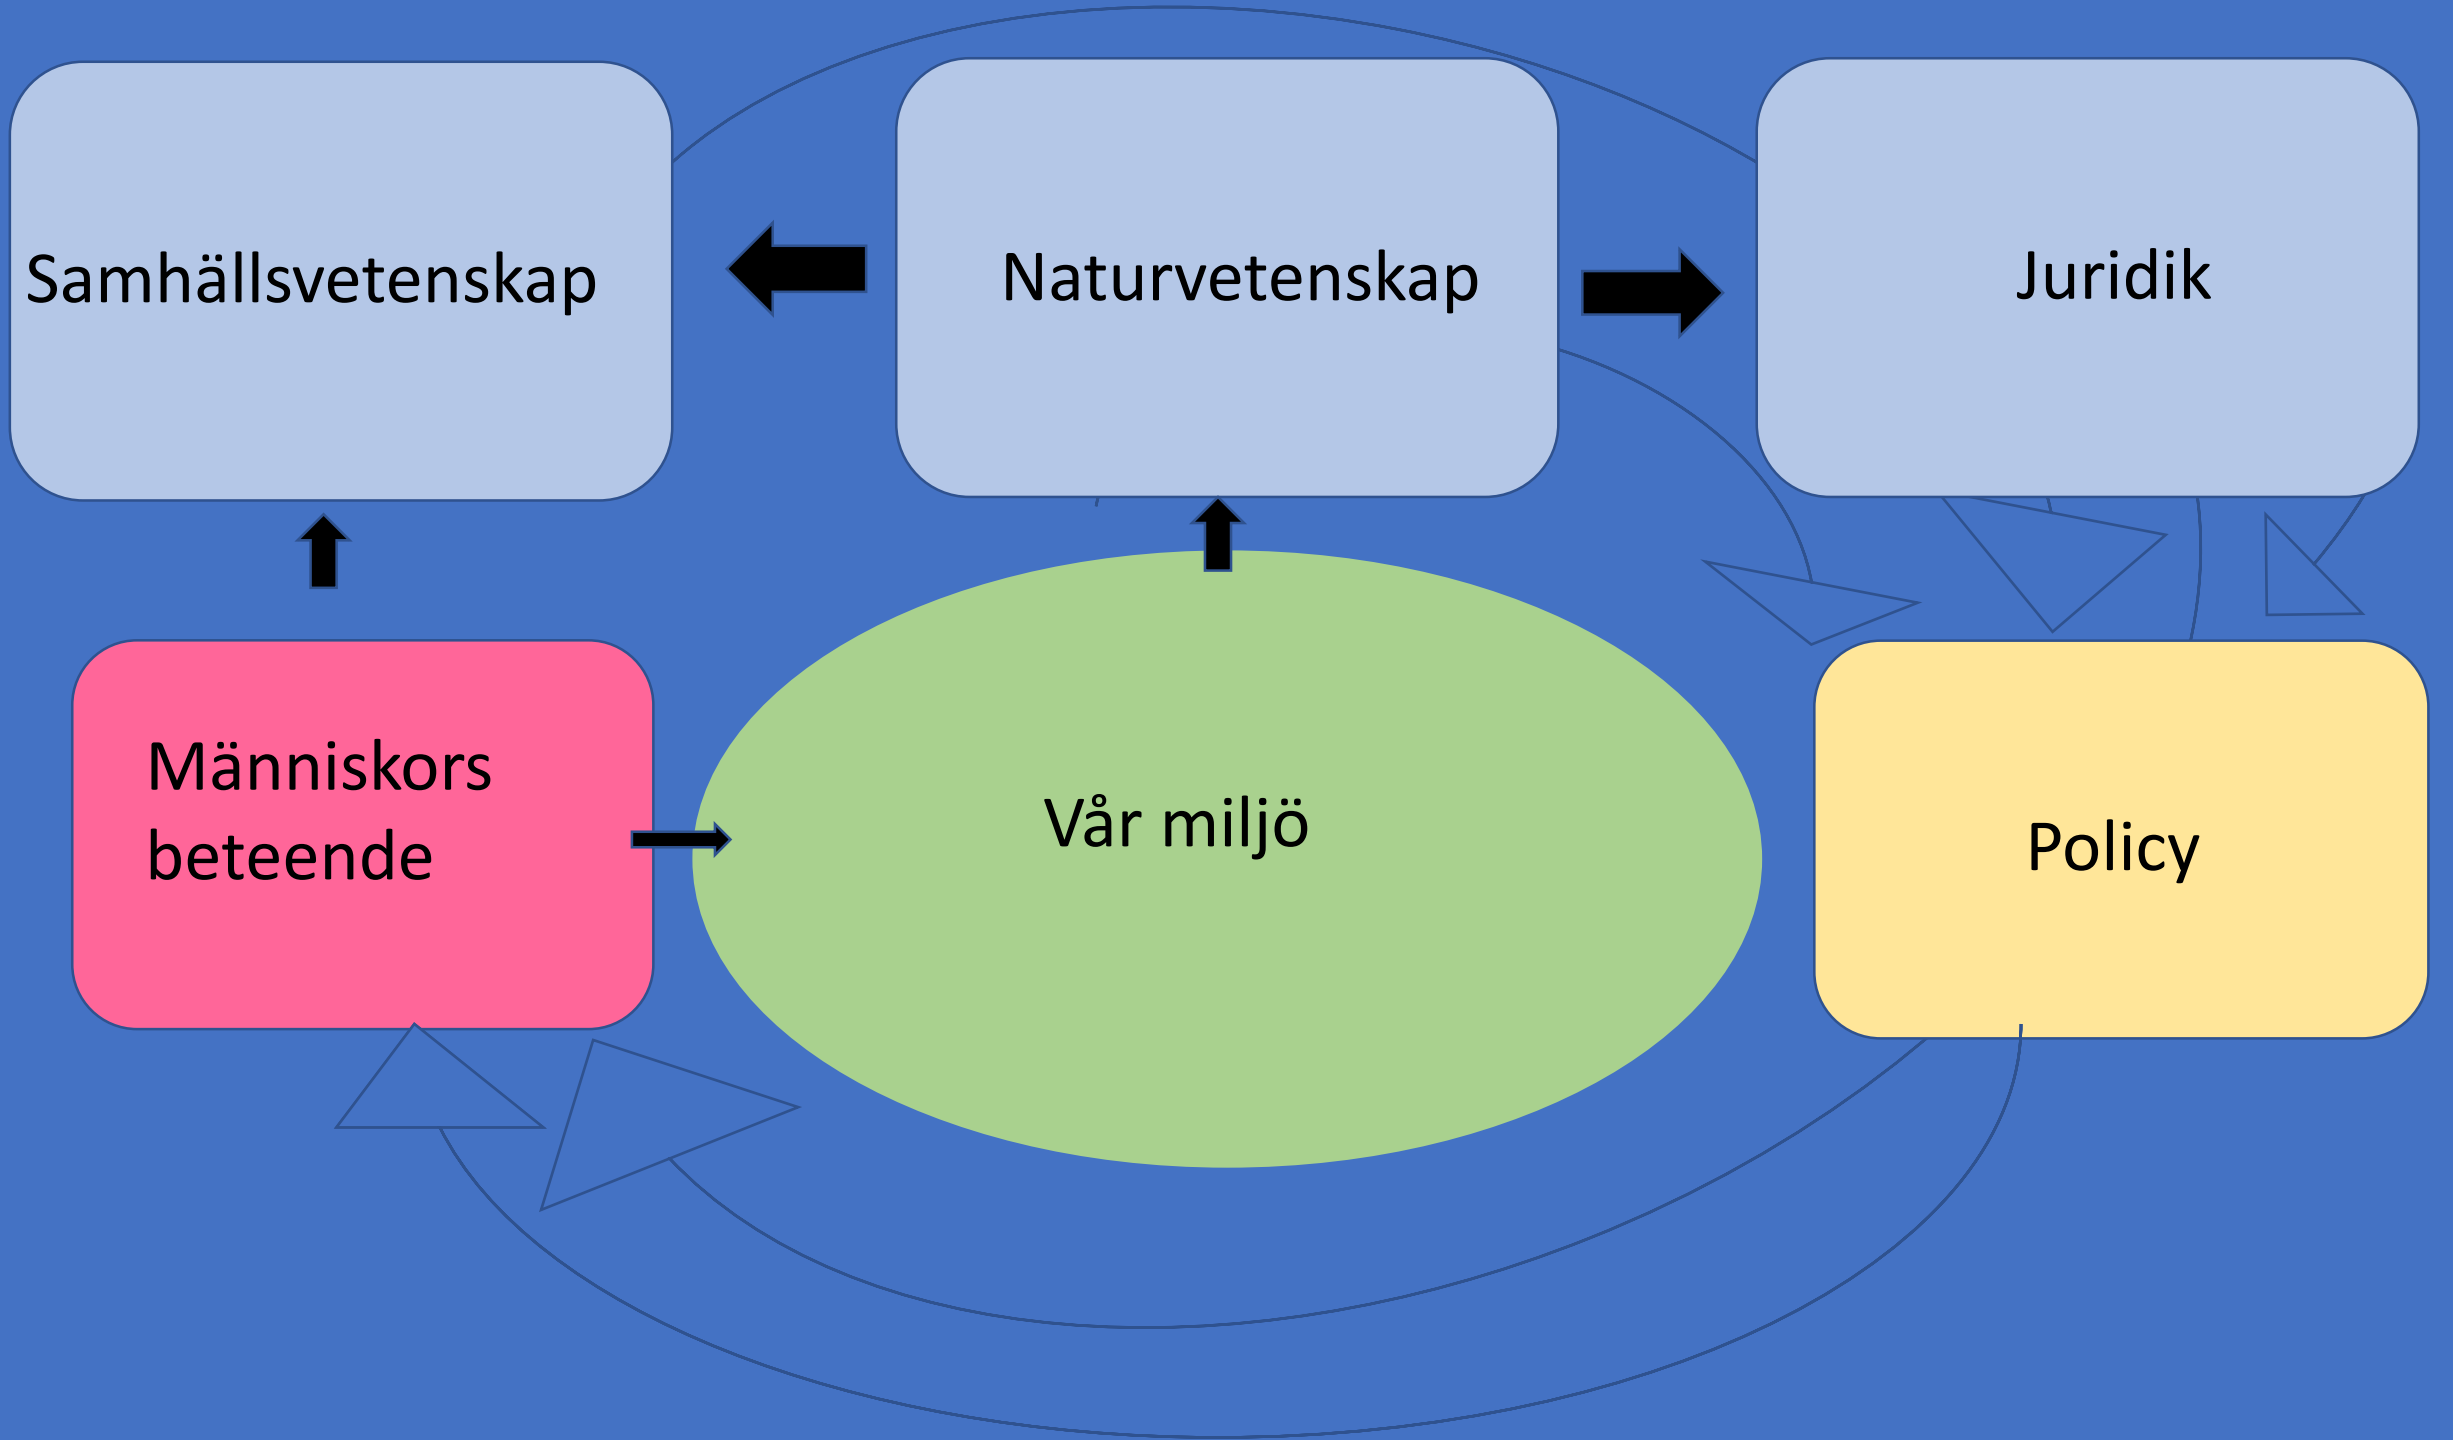 Samhällsvetenskap
Naturvetenskap
Juridik
Människors
beteende
Vår miljö
Policy